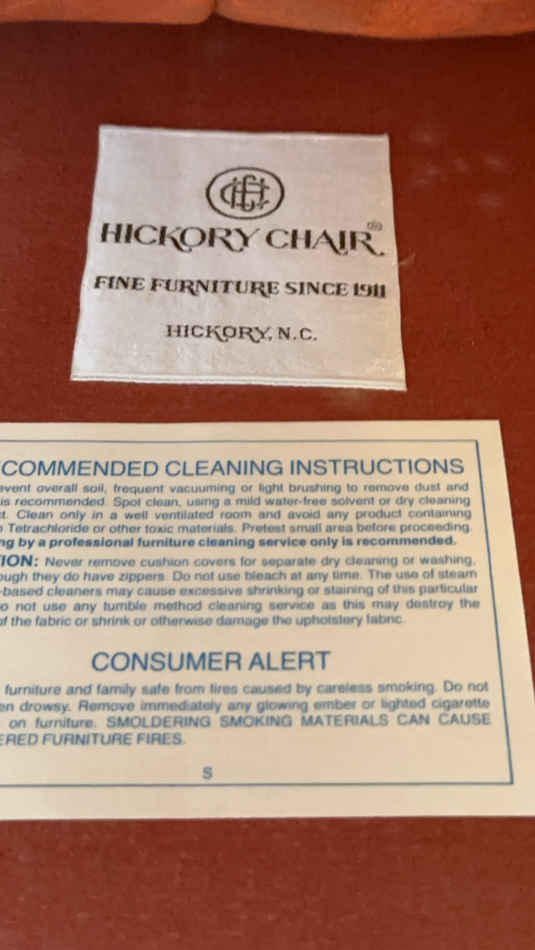 HICKORY CHAIR®
FINE FURNITURE SINCE 1911
HICKORY, N.C.
COMMENDED CLEANING INSTRUCTIONS
event overall soil, frequent vacuuming or light brushing to remove dust and
is recommended. Spot clean, using a mild water-free solvent or dry cleaning
t. Clean only in a well ventilated room and avoid any product containing
Tetrachloride or other toxic materials. Pretest small area before proceeding.
ng by a professional furniture cleaning service only is recommended.
ION: Never remove cushion covers for separate dry cleaning or washing,
ough they do have zippers. Do not use bleach at any time. The use of steam
-based cleaners may cause excessive shrinking or staining of this particular
o not use any tumble method cleaning service as this may destroy the
of the fabric or shrink or otherwise damage the upholstery fabric.
CONSUMER ALERT
furniture and family safe from fires caused by careless smoking. Do not
en drowsy. Remove immediately any glowing ember or lighted cigarette
on furniture. SMOLDERING SMOKING MATERIALS CAN CAUSE
ERED FURNITURE FIRES.
S